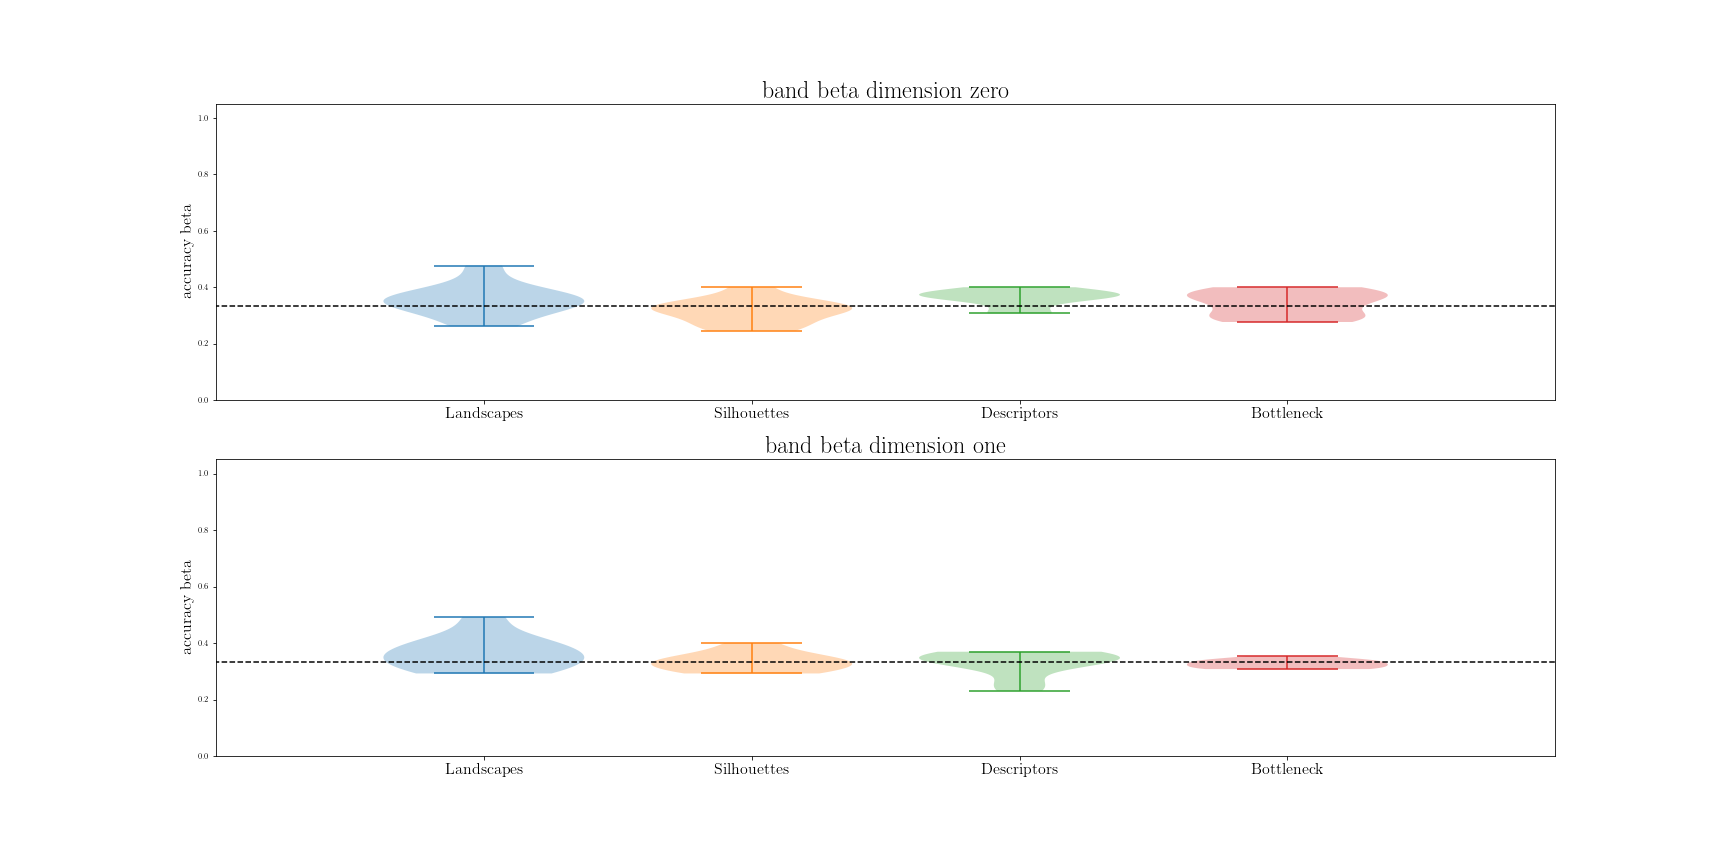 band beta dimension zero
accuracy beta
1.0
0.8
0.6
0.4
0.2
0.0
Landscapes Silhouettes Descriptors Bottleneck
band beta dimension one
accuracy beta
1.0
0.8
0.6
0.4
0.2
0.0
Landscapes Silhouettes Descriptors Bottleneck